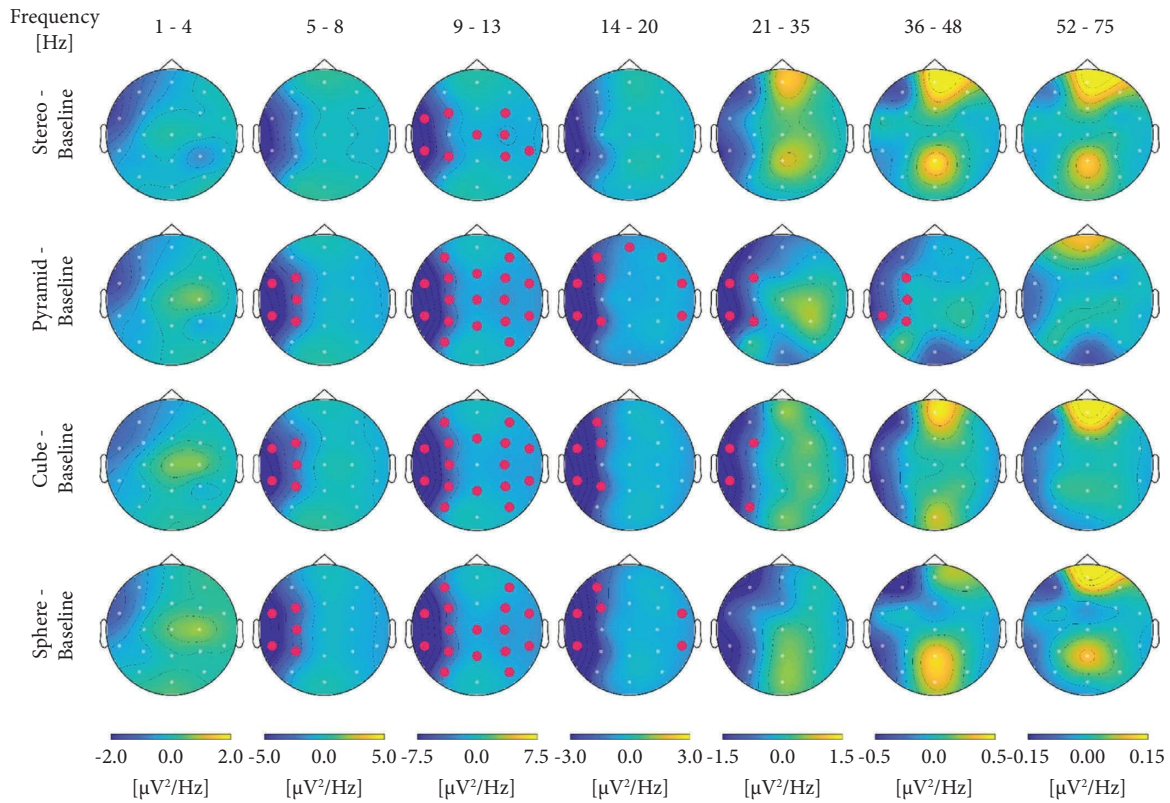 Frequency
[Hz]
1 - 4 5 - 8 9 - 13 14 - 20 21 - 35 36 - 48 52 - 75
Stereo -
Baseline
Pyramid -
Baseline
Cube -
Baseline
Sphere -
Baseline
-2.0 0.0 2.0 -5.0 0.0 5.0 -7.5 0.0 7.5 -3.0 0.0 3.0 -1.5 0.0 1.5 -0.5 0.0 0.5 -0.15 0.00 0.15
[µV²/Hz] [µV²/Hz] [µV²/Hz] [µV²/Hz] [µV²/Hz] [µV²/Hz] [µV²/Hz]